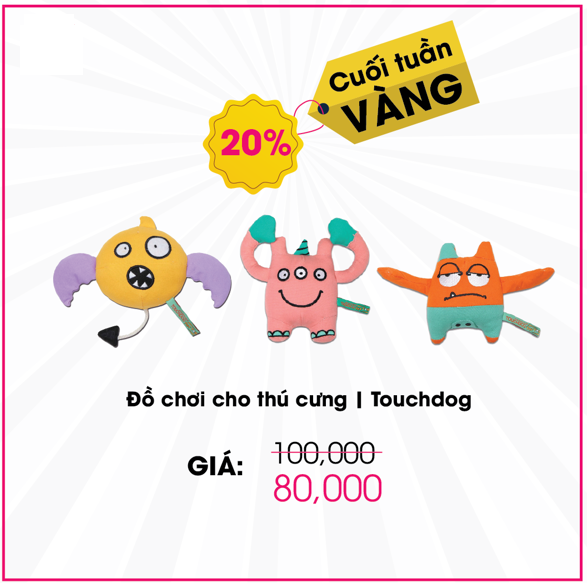 Cuối tuần
VÀNG
20%
Đồ chơi cho thú cưng | Touchdog
GIÁ:
100,000
80,000